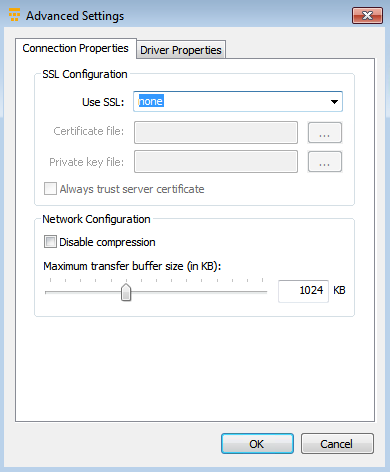 Advanced Settings
Connection Properties Driver Properties
SSL Configuration
Use SSL: none
Certificate file: ...
Private key file: ...
Always trust server certificate
Network Configuration
Disable compression
Maximum transfer buffer size (in KB):
1024 KB
OK Cancel